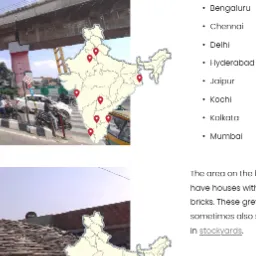 • Bengaluru
• Chennai
• Delhi
• Hyderabad
• Jaipur
• Kochi
• Kolkata
• Mumbai
The area on the
have houses with
bricks. These
sometimes also
in stockyards.